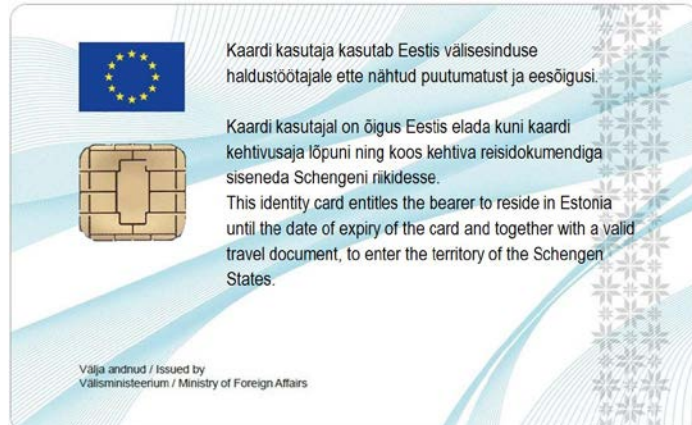 Kaardi kasutaja kasutab Eestis välisesinduse
haldustöötajale ette nähtud puutumatust ja eesõigusi.
Kaardi kasutajal on õigus Eestis elada kuni kaardi
kehtivusaja lõpuni ning koos kehtiva reisidokumendiga
siseneda Schengeni riikidesse.
This identity card entitles the bearer to reside in Estonia
until the date of expiry of the card and together with a valid
travel document, to enter the territory of the Schengen
States.
Välja andnud / Issued by
Välisministeerium / Ministry of Foreign Affairs